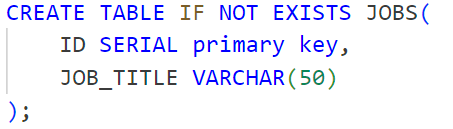 CREATE TABLE IF NOT EXISTS JOBS(
    ID SERIAL primary key,
    JOB_TITLE VARCHAR(50)
);